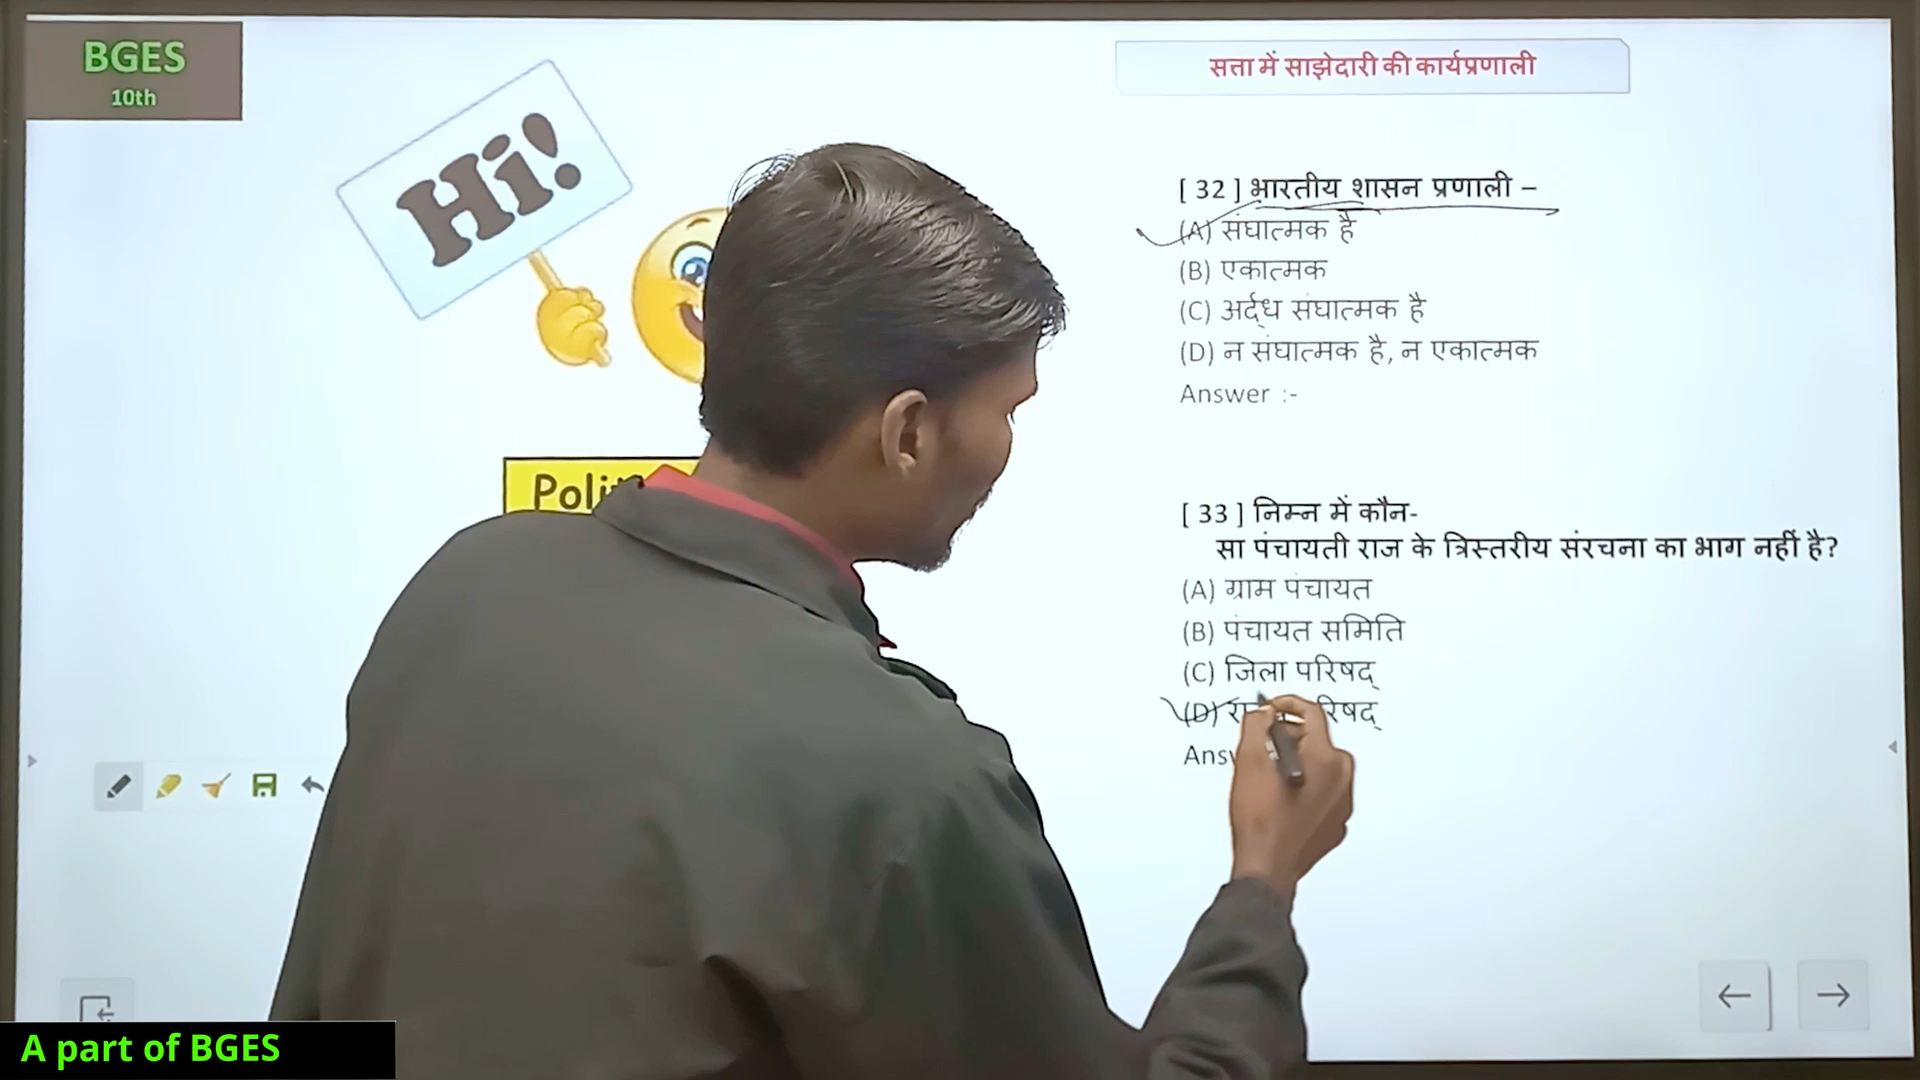 BGES
10th
Hi!
सत्ता में साझेदारी की कार्यप्रणाली
[ 32 ] भारतीय शासन प्रणाली –
(A) संघात्मक है
(B) एकात्मक
(C) अर्द्ध संघात्मक है
(D) न संघात्मक है, न एकात्मक
Answer :-
[ 33 ] निम्न में कौन-
सा पंचायती राज के त्रिस्तरीय संरचना का भाग नहीं है?
(A) ग्राम पंचायत
(B) पंचायत समिति
(C) जिला परिषद्
(D)
A part of BGES